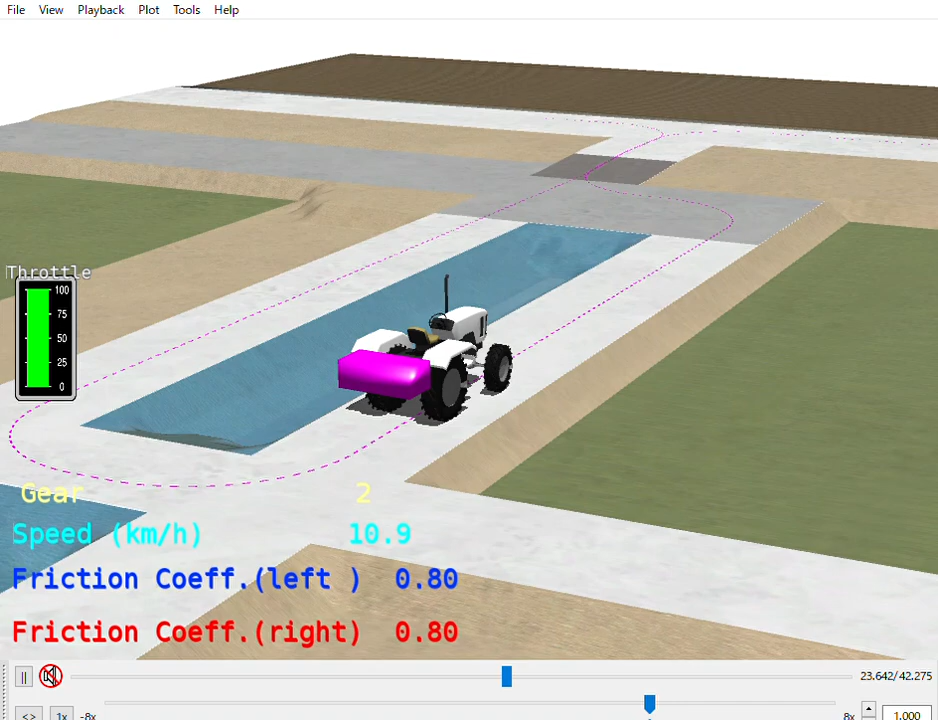 File View Playback Plot Tools Help
Throttle
100
75
50
25
0
Gear 2
Speed (km/h) 10.9
Friction Coeff.(left ) 0.80
Friction Coeff.(right) 0.80
|| 23.642/42.275
<> 1x -8x 8x 1.000